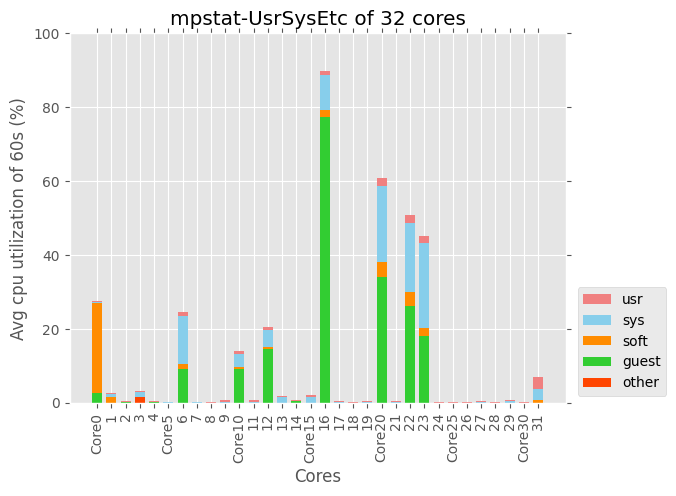 mpstat-UsrSysEtc of 32 cores
Avg cpu utilization of 60s (%)
100
80
60
40
20
0
Core0
1
2
3
4
Core5
6
7
8
9
Core10
11
12
13
14
Core15
16
17
18
19
Core20
21
22
23
24
Core25
26
27
28
29
Core30
31
Cores
usr
sys
soft
guest
other